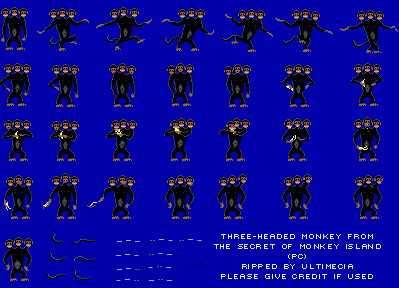 THREE-HEADED MONKEY FROM
THE SECRET OF MONKEY ISLAND
(PC)
RIPPED BY ULTIMECIA
PLEASE GIVE CREDIT IF USED